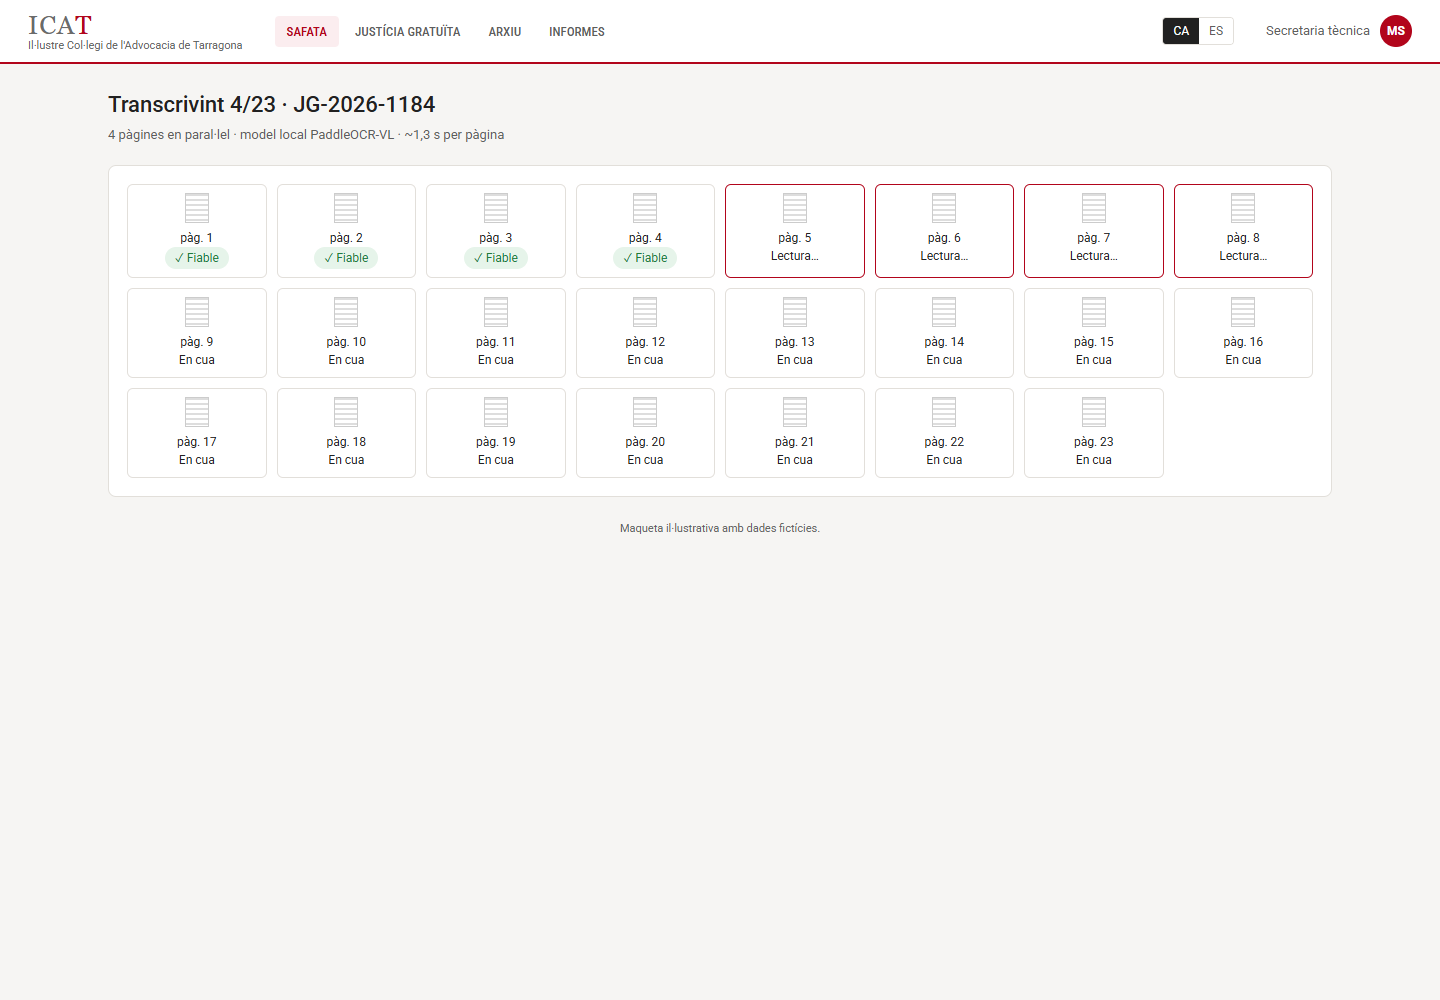 ICAT
Il·lustre Col·legi de l'Advocacia de Tarragona
SAFATA
JUSTÍCIA GRATUÏTA
ARXIU
INFORMES
CA
ES
Secretaria tècnica
MS
Transcrivint 4/23 · JG-2026-1184
4 pàgines en paral·lel · model local PaddleOCR-VL · ~1,3 s per pàgina
pàg. 1
✓ Fiable
pàg. 2
✓ Fiable
pàg. 3
✓ Fiable
pàg. 4
✓ Fiable
pàg. 5
Lectura…
pàg. 6
Lectura…
pàg. 7
Lectura…
pàg. 8
Lectura…
pàg. 9
En cua
pàg. 10
En cua
pàg. 11
En cua
pàg. 12
En cua
pàg. 13
En cua
pàg. 14
En cua
pàg. 15
En cua
pàg. 16
En cua
pàg. 17
En cua
pàg. 18
En cua
pàg. 19
En cua
pàg. 20
En cua
pàg. 21
En cua
pàg. 22
En cua
pàg. 23
En cua
Maqueta il·lustrativa amb dades fictícies.